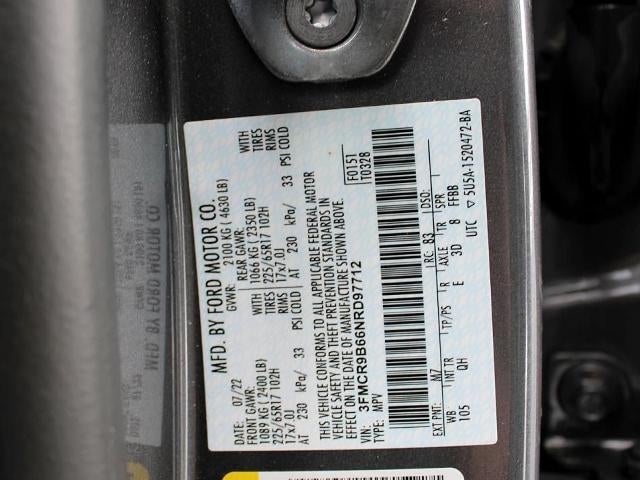 MFD. BY FORD MOTOR CO.
GVWR: 2100 KG ( 4630 LB)
07/22
FRONT GAWR: REAR GAWR: WITH
1089 KG ( 2400 LB) 1066 KG ( 2350 LB) TIRES
225/65R17 102H 225/65R17 102H RIMS
17x7.0J 17x7.0J
AT 230 kPa/ 33 PSI COLD AT 230 kPa/ 33 PSI COLD
THIS VEHICLE CONFORMS TO ALL APPLICABLE FEDERAL MOTOR
VEHICLE SAFETY AND THEFT PREVENTION STANDARDS IN
EFFECT ON THE DATE OF MANUFACTURE SHOWN ABOVE.
F0151
T0328
3FMCR9B66NRD97712
TYPE: MPV
EXT PNT: M7 RC: 83 DSO:
WB INT TR TP/PS R AXLE TR SPR
105 QH E 3D 8 FFBB
UTC 5U5A-1520472-BA